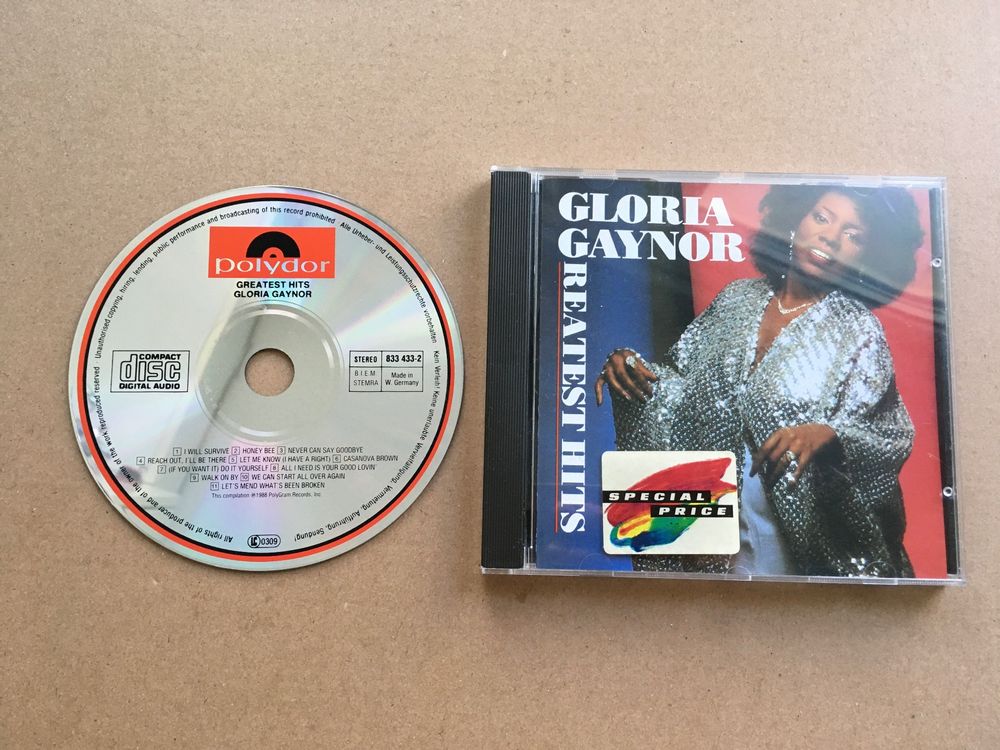 All rights of the producer and of the owner of the work reproduced reserved Unauthorised copying, hiring, lending, public performance and broadcasting of this record prohibited Alle Urheber- und Leistungsschutzrechte vorbehalten Kein Verleih! Keine unerlaubte Vervielfältigung, Vermietung, Aufführung, Sendung!
polydor
GREATEST HITS
GLORIA GAYNOR
COMPACT
disc
DIGITAL AUDIO
STEREO 833 433-2
BIEM
STEMRA
Made in
W. Germany
1 I WILL SURVIVE 2 HONEY BEE 3 NEVER CAN SAY GOODBYE
4 REACH OUT, I'LL BE THERE 5 LET ME KNOW (I HAVE A RIGHT) 6 CASANOVA BROWN
7 (IF YOU WANT IT) DO IT YOURSELF 8 ALL I NEED IS YOUR GOOD LOVIN'
9 WALK ON BY 10 WE CAN START ALL OVER AGAIN
11 LET'S MEND WHAT'S BEEN BROKEN
This compilation ℗1988 PolyGram Records, Inc.
LC 0309
GLORIA
GAYNOR
GREATEST HITS
SPECIAL
PRICE